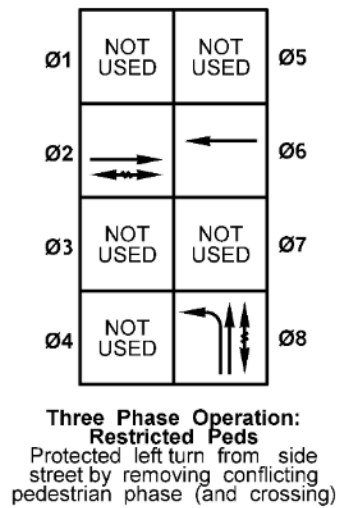 Ø1 NOT USED NOT USED Ø5
Ø2 Ø6
Ø3 NOT USED NOT USED Ø7
Ø4 NOT USED Ø8
Three Phase Operation:
Restricted Peds
Protected left turn from side
street by removing conflicting
pedestrian phase (and crossing)